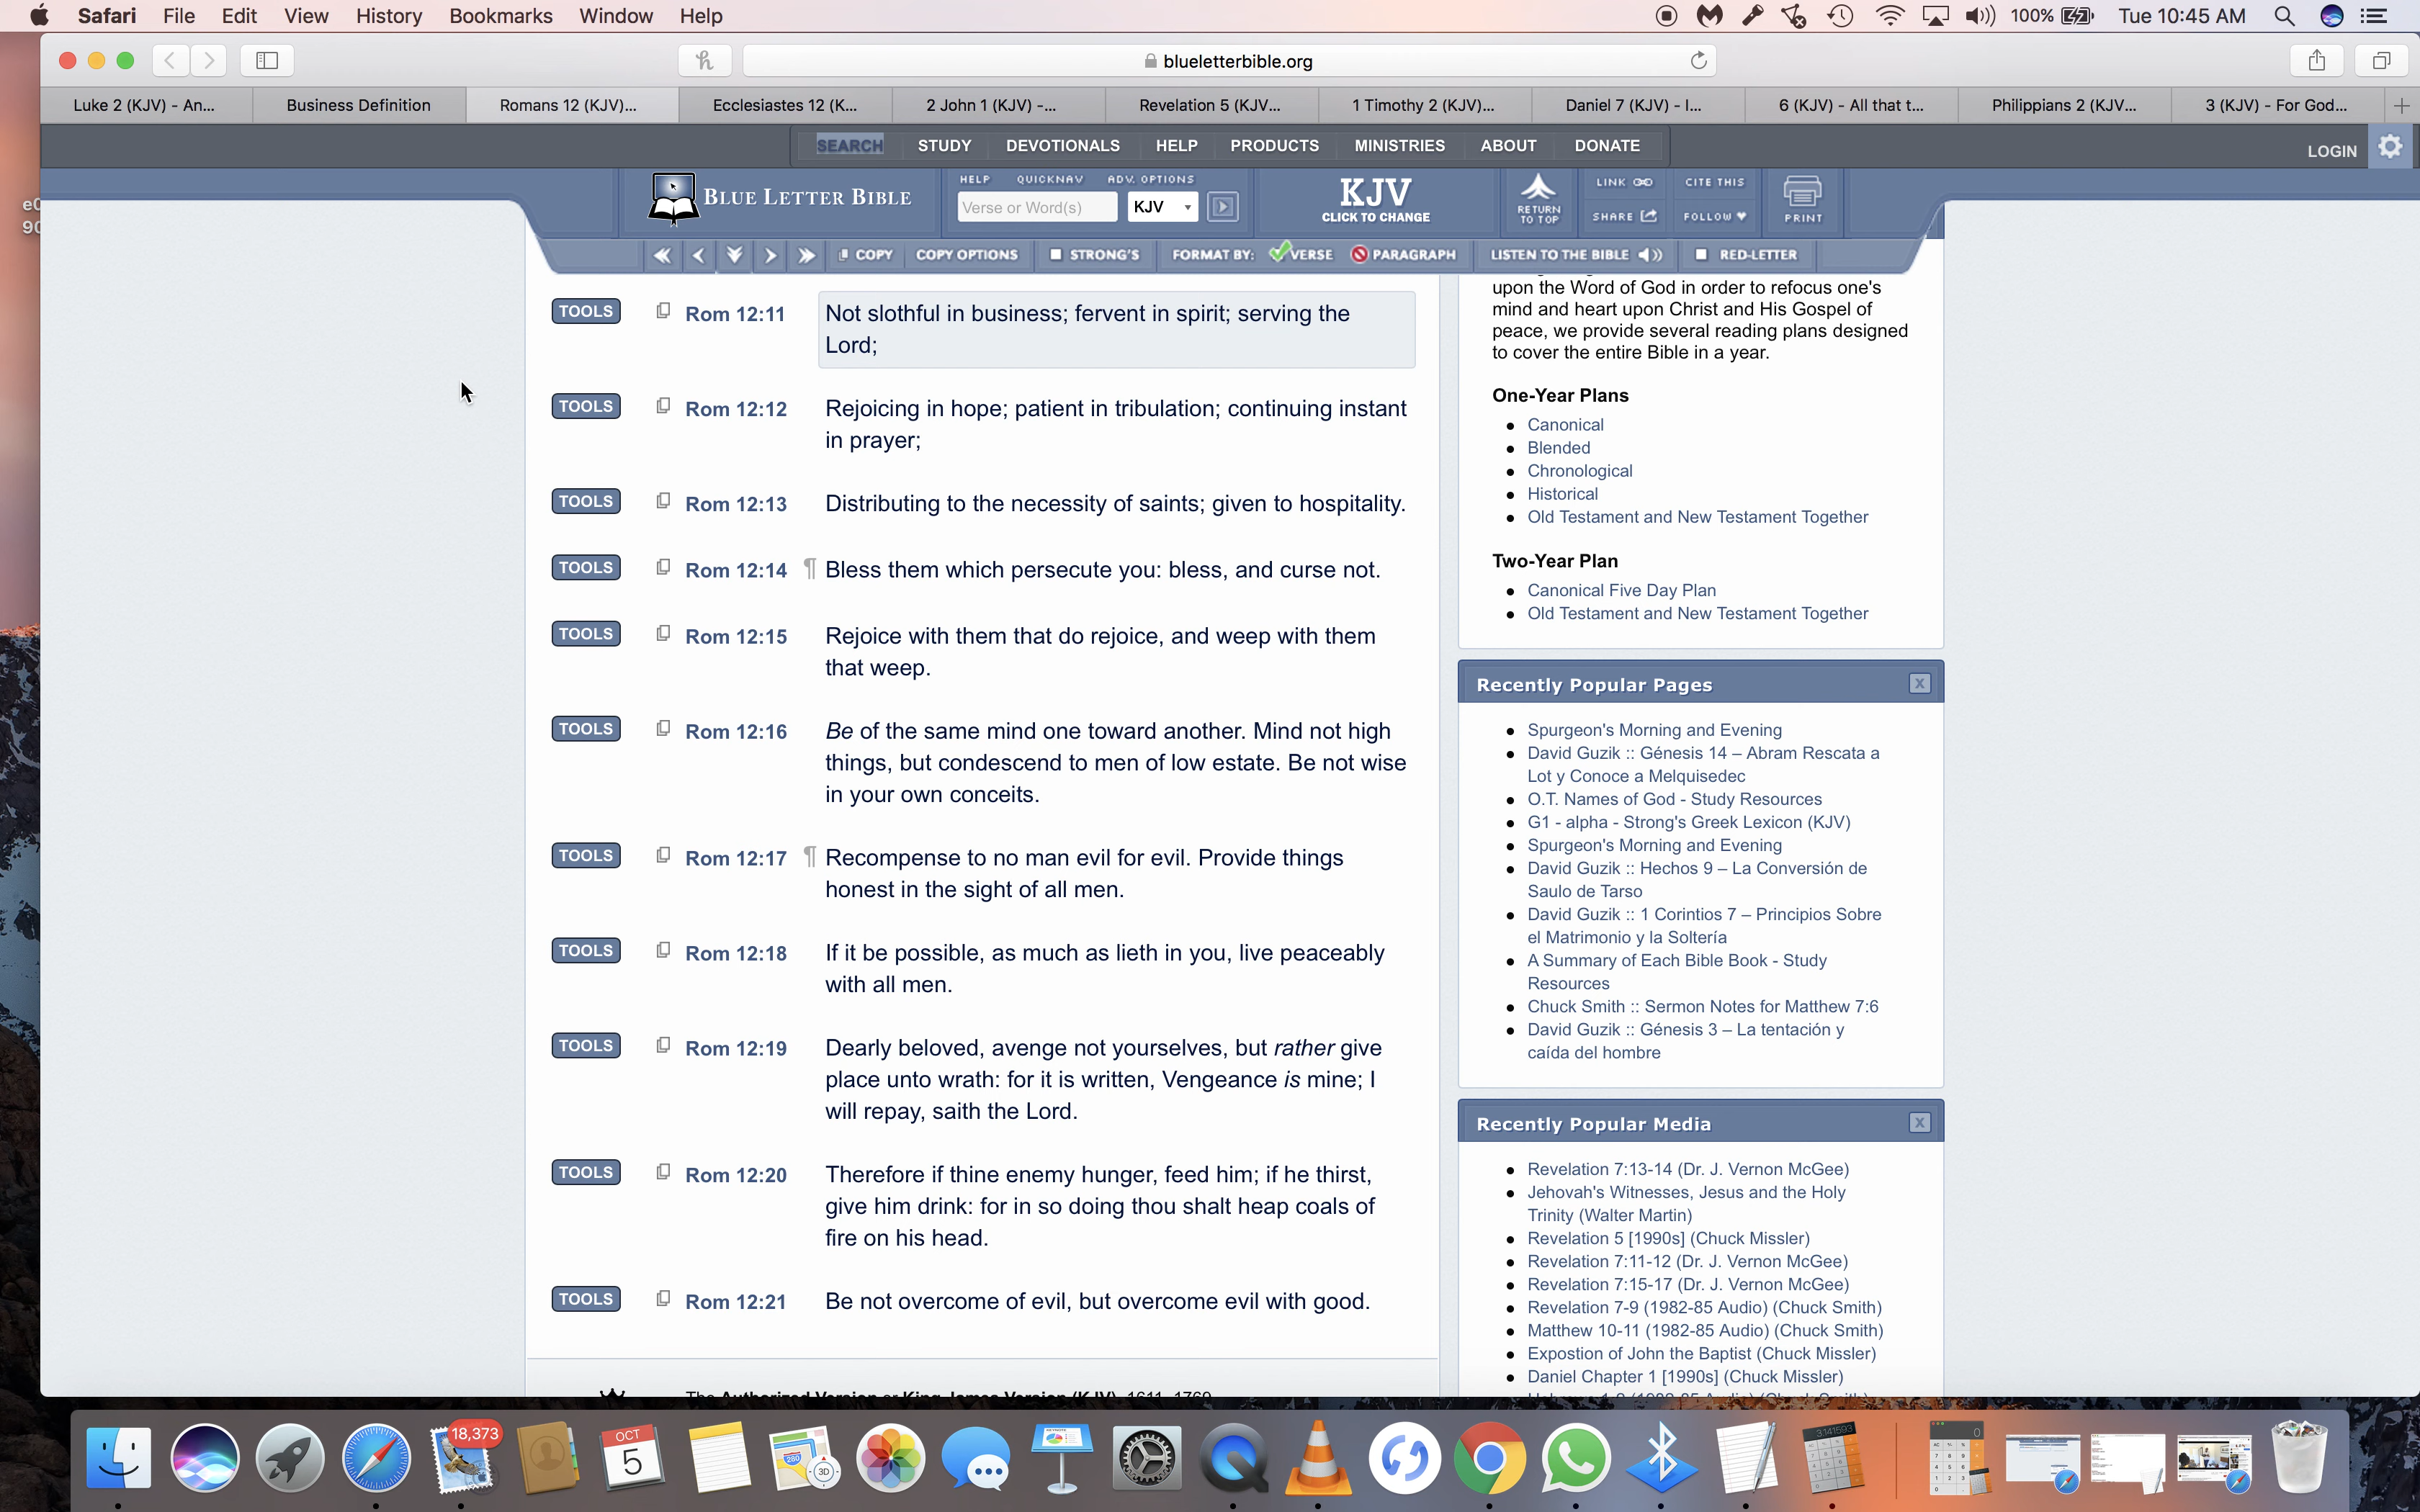 Safari File Edit View History Bookmarks Window Help
100% Tue 10:45 AM
blueletterbible.org
Luke 2 (KJV) - An...
Business Definition
Romans 12 (KJV)...
Ecclesiastes 12 (K...
2 John 1 (KJV) -...
Revelation 5 (KJV...
1 Timothy 2 (KJV)...
Daniel 7 (KJV) - I...
6 (KJV) - All that t...
Philippians 2 (KJV...
3 (KJV) - For God...
SEARCH STUDY DEVOTIONALS HELP PRODUCTS MINISTRIES ABOUT DONATE
LOGIN
BLUE LETTER BIBLE
HELP QUICKNAV ADV. OPTIONS
Verse or Word(s) KJV
KJV
CLICK TO CHANGE
RETURN
TO TOP
LINK CITE THIS
SHARE FOLLOW
PRINT
COPY COPY OPTIONS STRONG'S FORMAT BY: VERSE PARAGRAPH LISTEN TO THE BIBLE RED-LETTER
e0
90
TOOLS Rom 12:11 Not slothful in business; fervent in spirit; serving the
Lord;
TOOLS Rom 12:12 Rejoicing in hope; patient in tribulation; continuing instant
in prayer;
TOOLS Rom 12:13 Distributing to the necessity of saints; given to hospitality.
TOOLS Rom 12:14 ¶ Bless them which persecute you: bless, and curse not.
TOOLS Rom 12:15 Rejoice with them that do rejoice, and weep with them
that weep.
TOOLS Rom 12:16 Be of the same mind one toward another. Mind not high
things, but condescend to men of low estate. Be not wise
in your own conceits.
TOOLS Rom 12:17 ¶ Recompense to no man evil for evil. Provide things
honest in the sight of all men.
TOOLS Rom 12:18 If it be possible, as much as lieth in you, live peaceably
with all men.
TOOLS Rom 12:19 Dearly beloved, avenge not yourselves, but rather give
place unto wrath: for it is written, Vengeance is mine; I
will repay, saith the Lord.
TOOLS Rom 12:20 Therefore if thine enemy hunger, feed him; if he thirst,
give him drink: for in so doing thou shalt heap coals of
fire on his head.
TOOLS Rom 12:21 Be not overcome of evil, but overcome evil with good.
The Authorized Version or King James Version (KJV), 1611, 1769
upon the Word of God in order to refocus one's
mind and heart upon Christ and His Gospel of
peace, we provide several reading plans designed
to cover the entire Bible in a year.
One-Year Plans
Canonical
Blended
Chronological
Historical
Old Testament and New Testament Together
Two-Year Plan
Canonical Five Day Plan
Old Testament and New Testament Together
Recently Popular Pages X
Spurgeon's Morning and Evening
David Guzik :: Génesis 14 – Abram Rescata a
Lot y Conoce a Melquisedec
O.T. Names of God - Study Resources
G1 - alpha - Strong's Greek Lexicon (KJV)
Spurgeon's Morning and Evening
David Guzik :: Hechos 9 – La Conversión de
Saulo de Tarso
David Guzik :: 1 Corintios 7 – Principios Sobre
el Matrimonio y la Soltería
A Summary of Each Bible Book - Study
Resources
Chuck Smith :: Sermon Notes for Matthew 7:6
David Guzik :: Génesis 3 – La tentación y
caída del hombre
Recently Popular Media X
Revelation 7:13-14 (Dr. J. Vernon McGee)
Jehovah's Witnesses, Jesus and the Holy
Trinity (Walter Martin)
Revelation 5 [1990s] (Chuck Missler)
Revelation 7:11-12 (Dr. J. Vernon McGee)
Revelation 7:15-17 (Dr. J. Vernon McGee)
Revelation 7-9 (1982-85 Audio) (Chuck Smith)
Matthew 10-11 (1982-85 Audio) (Chuck Smith)
Expostion of John the Baptist (Chuck Missler)
Daniel Chapter 1 [1990s] (Chuck Missler)
18,373
OCT
5
280
3D
3.141593
0